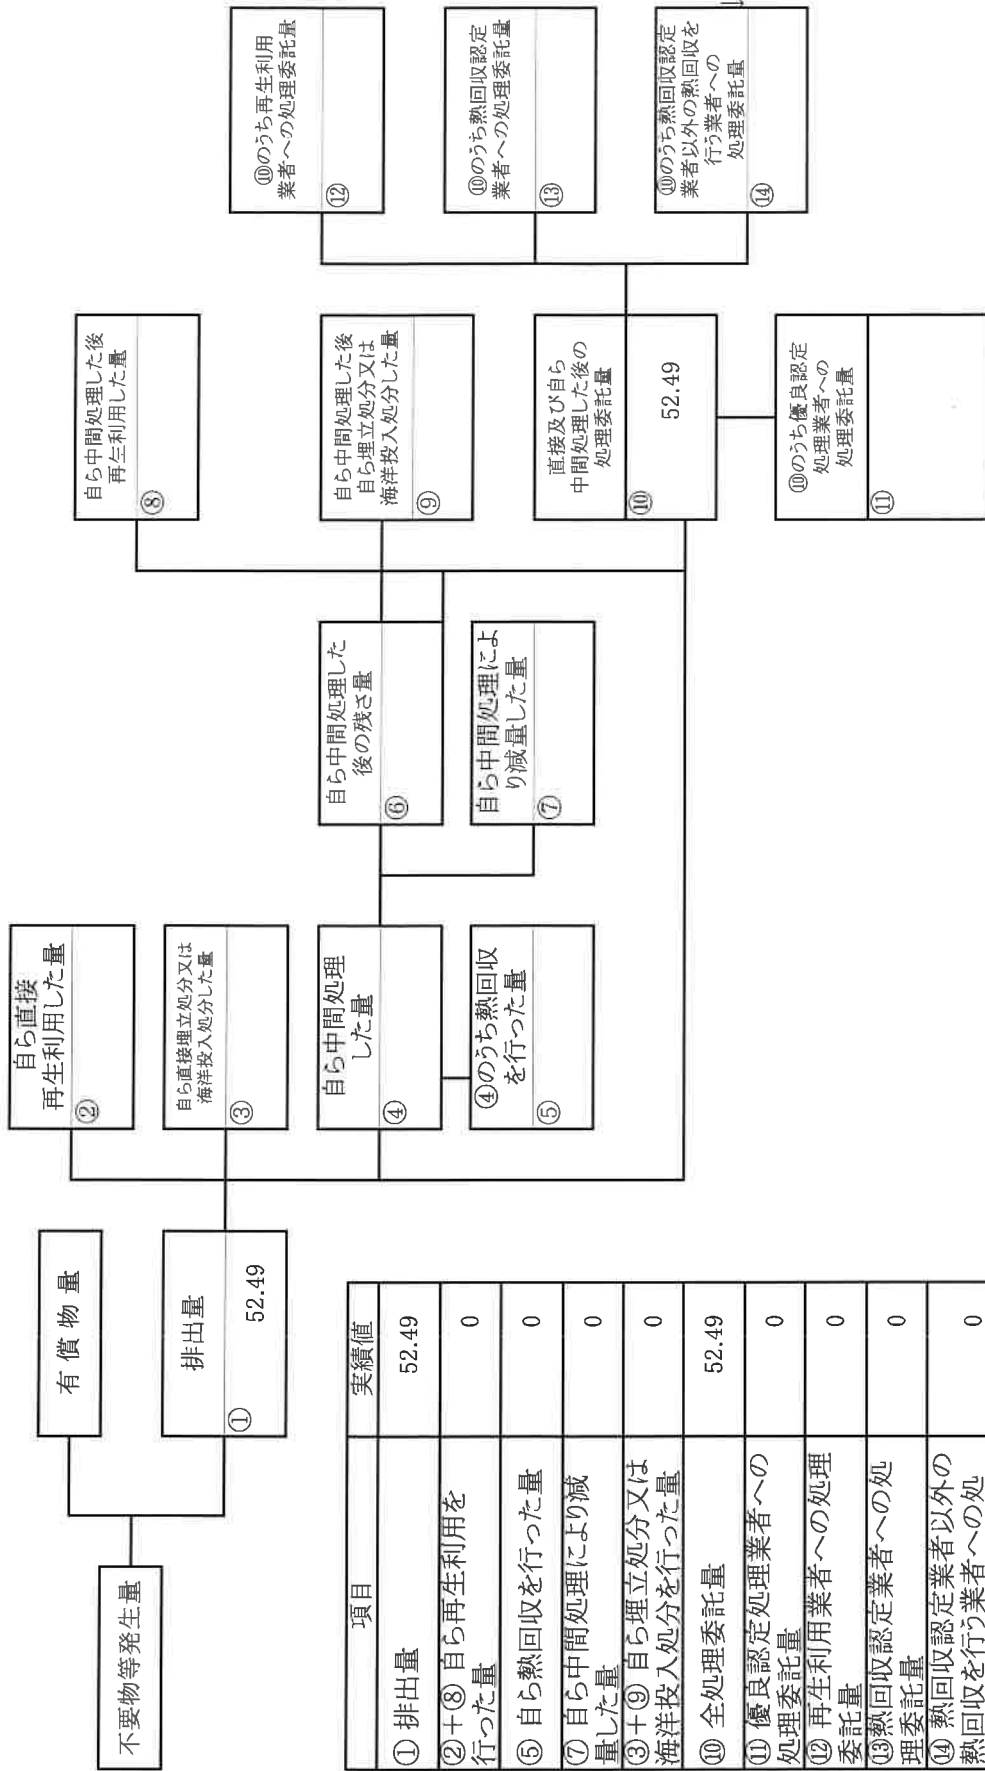 不要物等発生量
有償物量
排出量
①
52.49
自ら直接
再生利用した量
②
自ら直接埋立処分又は
海洋投入処分した量
③
自ら中間処理
した量
④
④のうち熱回収
を行った量
⑤
自ら中間処理した
後の残さ量
⑥
自ら中間処理によ
り減量した量
⑦
自ら中間処理した後
再生利用した量
⑧
自ら中間処理した後
自ら埋立処分又は
海洋投入処分した量
⑨
直接及び自ら
中間処理した後の
処理委託量
⑩
52.49
⑩のうち優良認定
処理業者への
処理委託量
⑪
⑩のうち再生利用
業者への処理委託量
⑫
⑩のうち熱回収認定
業者への処理委託量
⑬
⑩のうち熱回収認定
業者以外の熱回収を
行う業者への
処理委託量
⑭
項目 実績値
① 排出量 52.49
②+⑧ 自ら再生利用を
行った量 0
⑤ 自ら熱回収を行った量 0
⑦ 自ら中間処理により減
量した量 0
③+⑨ 自ら埋立処分又は
海洋投入処分を行った量 0
⑩ 全処理委託量 52.49
⑪ 優良認定処理業者への
処理委託量 0
⑫ 再生利用業者への処理
委託量 0
⑬熱回収認定業者への処
理委託量 0
⑭ 熱回収認定業者以外の
熱回収を行う業者への処 0